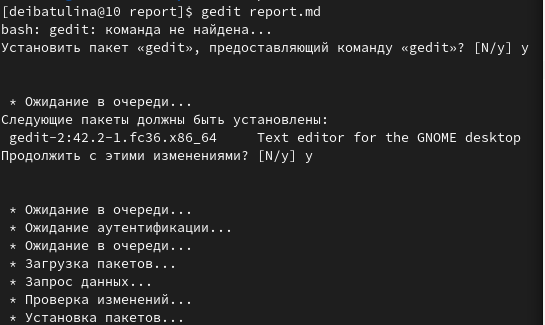 [deibatulina@10 report]$ gedit report.md
bash: gedit: команда не найдена...
Установить пакет «gedit», предоставляющий команду «gedit»? [N/y] y
* Ожидание в очереди...
Следующие пакеты должны быть установлены:
gedit-2:42.2-1.fc36.x86_64 Text editor for the GNOME desktop
Продолжить с этими изменениями? [N/y] y
* Ожидание в очереди...
* Ожидание аутентификации...
* Ожидание в очереди...
* Загрузка пакетов...
* Запрос данных...
* Проверка изменений...
* Установка пакетов...